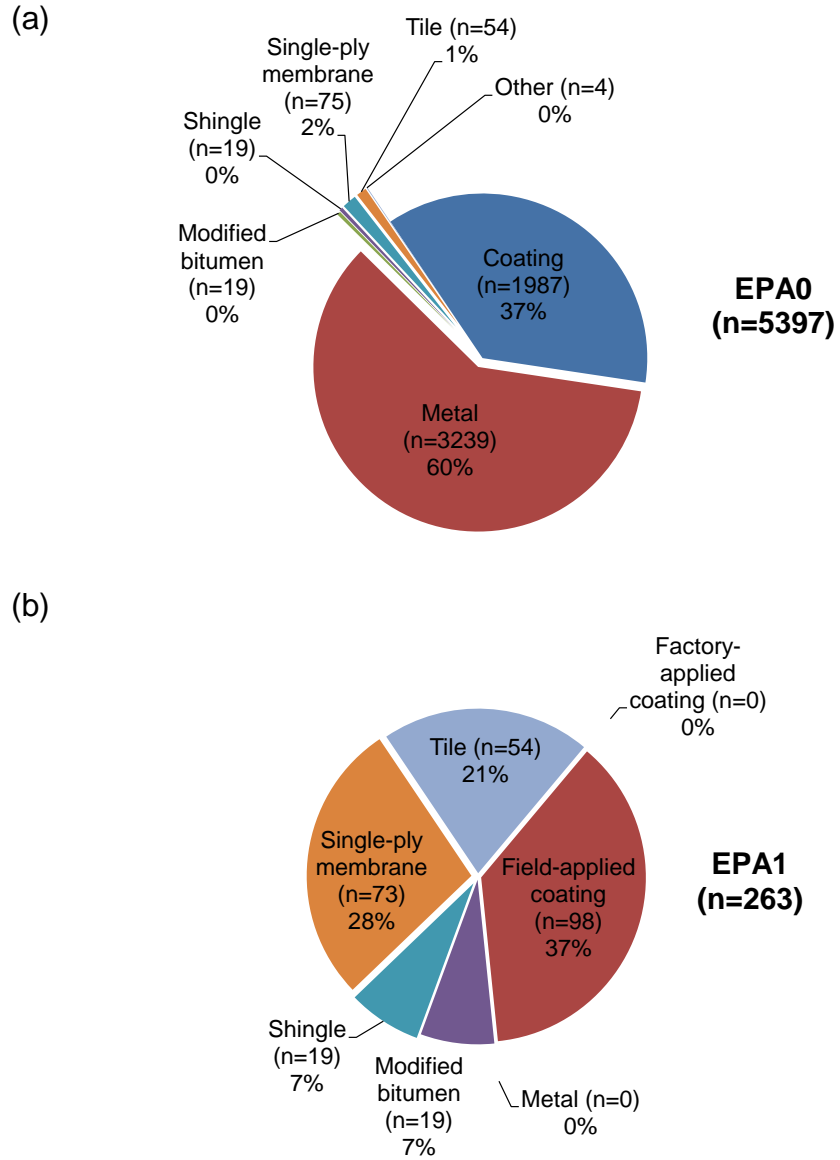 (a)
Tile (n=54)
1%
Single-ply
membrane
(n=75)
2%
Other (n=4)
0%
Shingle
(n=19)
0%
Modified
bitumen
(n=19)
0%
Coating
(n=1987)
37%
EPA0
(n=5397)
Metal
(n=3239)
60%
(b)
Factory-
applied
coating (n=0)
0%
Tile (n=54)
21%
Single-ply
membrane
(n=73)
28%
Field-applied
coating
(n=98)
37%
EPA1
(n=263)
Shingle
(n=19)
7%
Modified
bitumen
(n=19)
7%
Metal (n=0)
0%